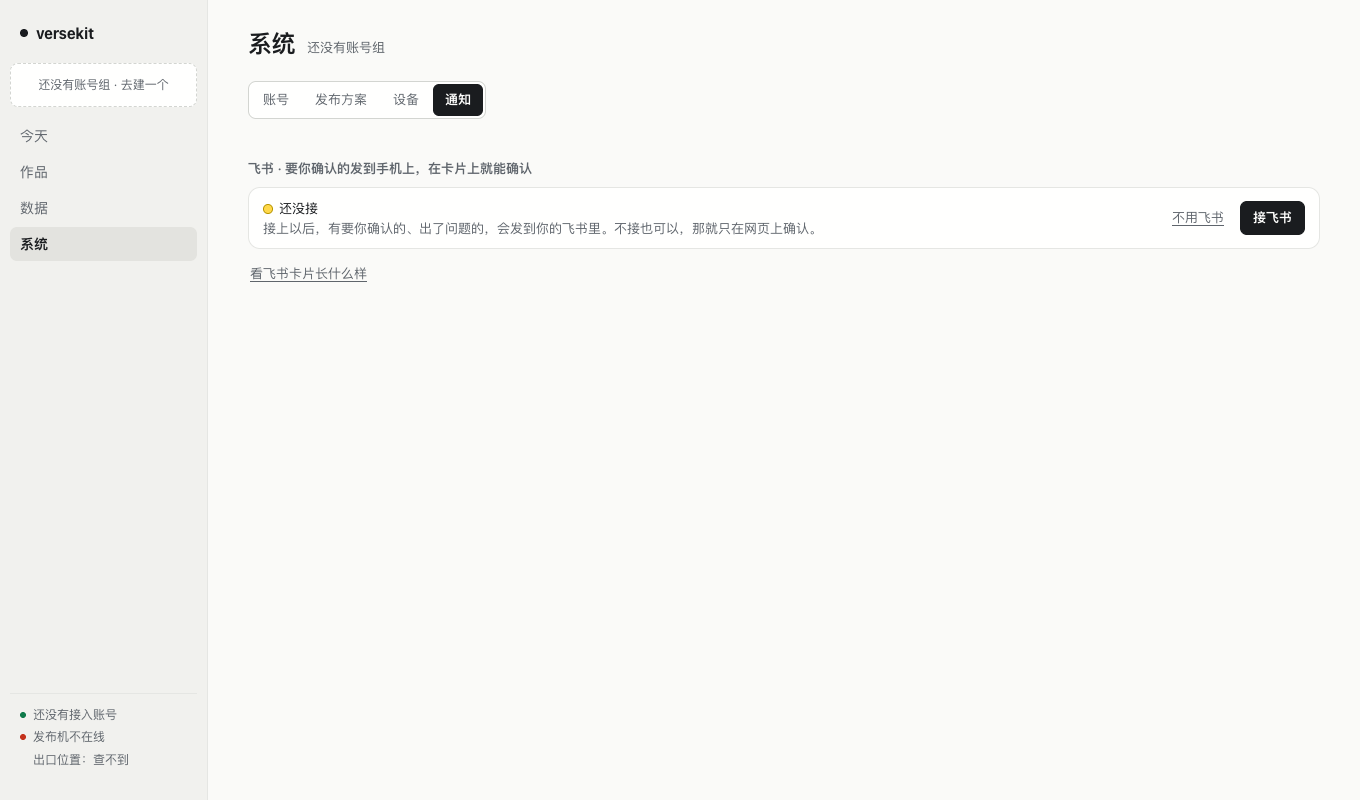 versekit
还没有账号组 · 去建一个
今天
作品
数据
系统
还没有接入账号
发布机不在线
出口位置：查不到
系统 还没有账号组
账号 发布方案 设备 通知
飞书 · 要你确认的发到手机上，在卡片上就能确认
还没接
接上以后，有要你确认的、出了问题的，会发到你的飞书里。不接也可以，那就只在网页上确认。
不用飞书 接飞书
看飞书卡片长什么样